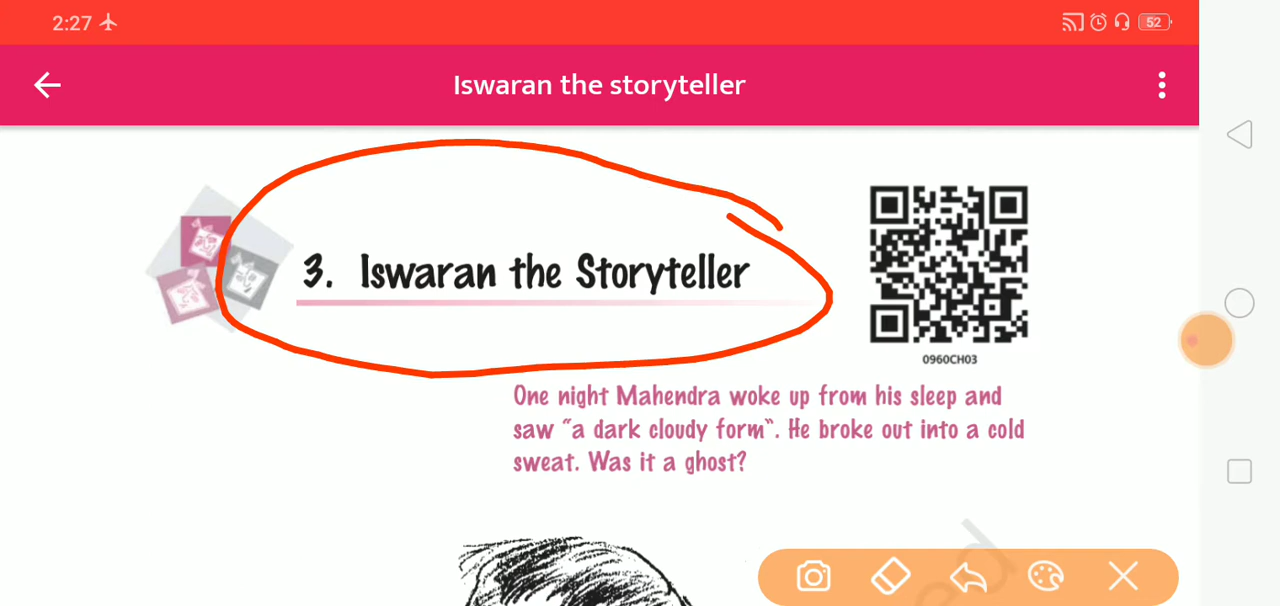 2:27
52
Iswaran the storyteller
3. Iswaran the Storyteller
0960CH03
One night Mahendra woke up from his sleep and
saw “a dark cloudy form”. He broke out into a cold
sweat. Was it a ghost?